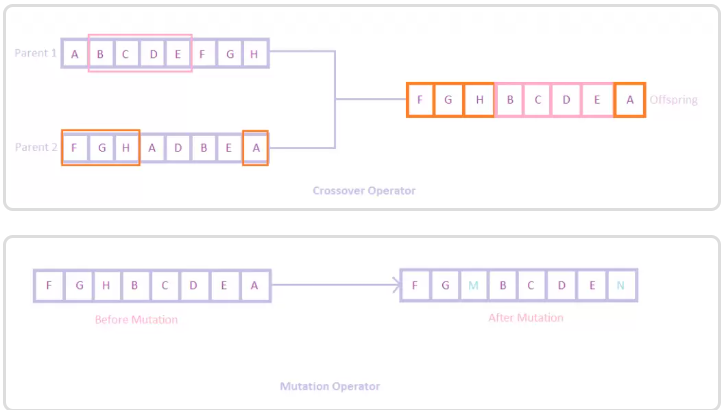 Parent 1 A B C D E F G H
F G H B C D E A Offspring
Parent 2 F G H A D B E A
Crossover Operator
F G H B C D E A
F G M B C D E N
Before Mutation
After Mutation
Mutation Operator